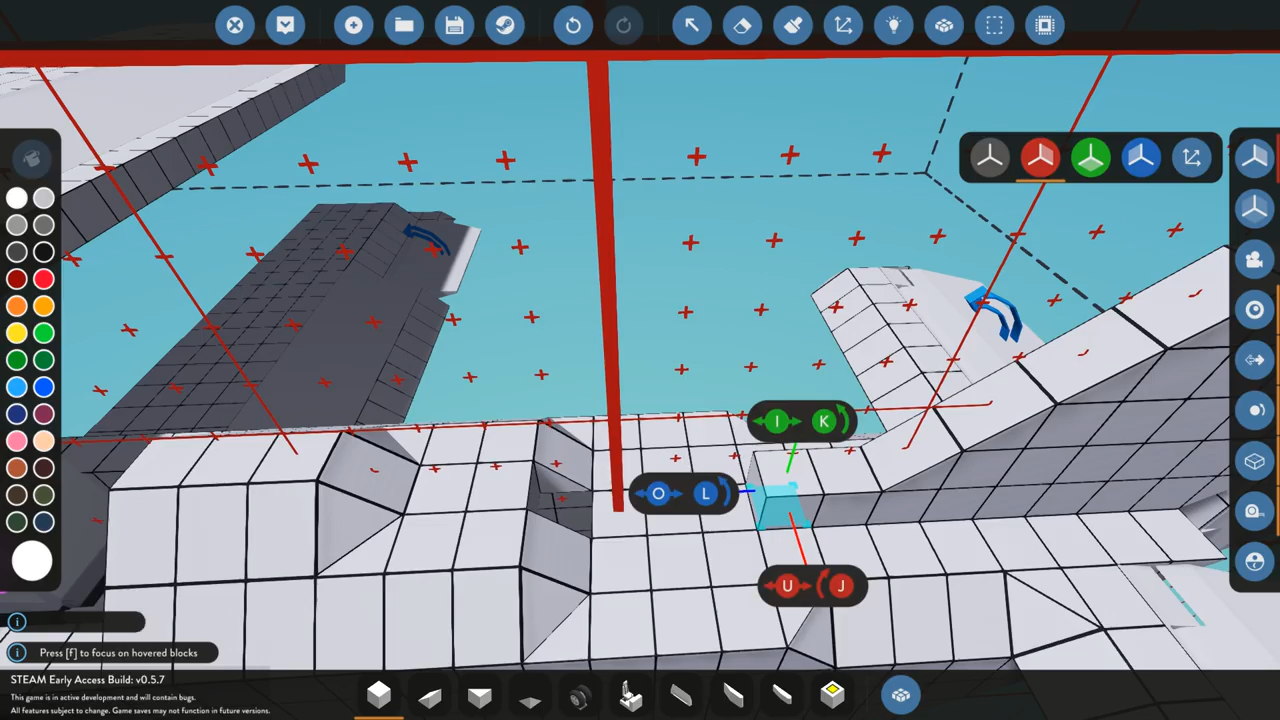 I K
O L
U J
Press [f] to focus on hovered blocks
STEAM Early Access Build: v0.5.7
This game is in active development and will contain bugs.
All features subject to change. Game saves may not function in future versions.